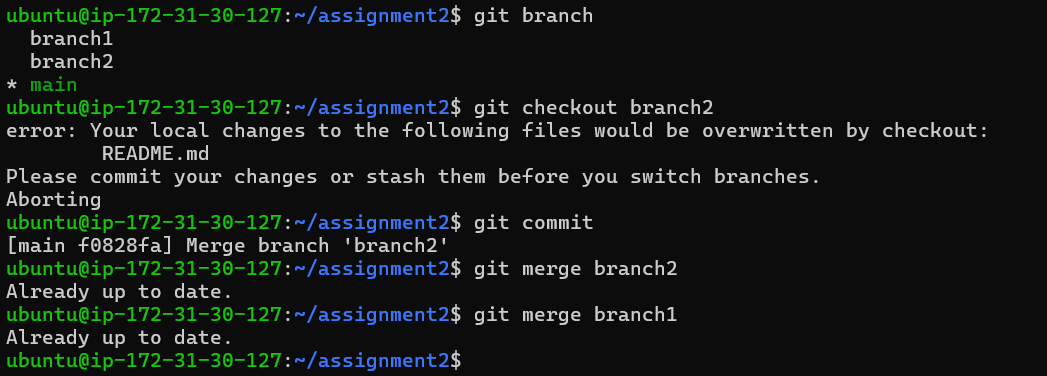 ubuntu@ip-172-31-30-127:~/assignment2$ git branch
  branch1
  branch2
* main
ubuntu@ip-172-31-30-127:~/assignment2$ git checkout branch2
error: Your local changes to the following files would be overwritten by checkout:
        README.md
Please commit your changes or stash them before you switch branches.
Aborting
ubuntu@ip-172-31-30-127:~/assignment2$ git commit
[main f0828fa] Merge branch 'branch2'
ubuntu@ip-172-31-30-127:~/assignment2$ git merge branch2
Already up to date.
ubuntu@ip-172-31-30-127:~/assignment2$ git merge branch1
Already up to date.
ubuntu@ip-172-31-30-127:~/assignment2$